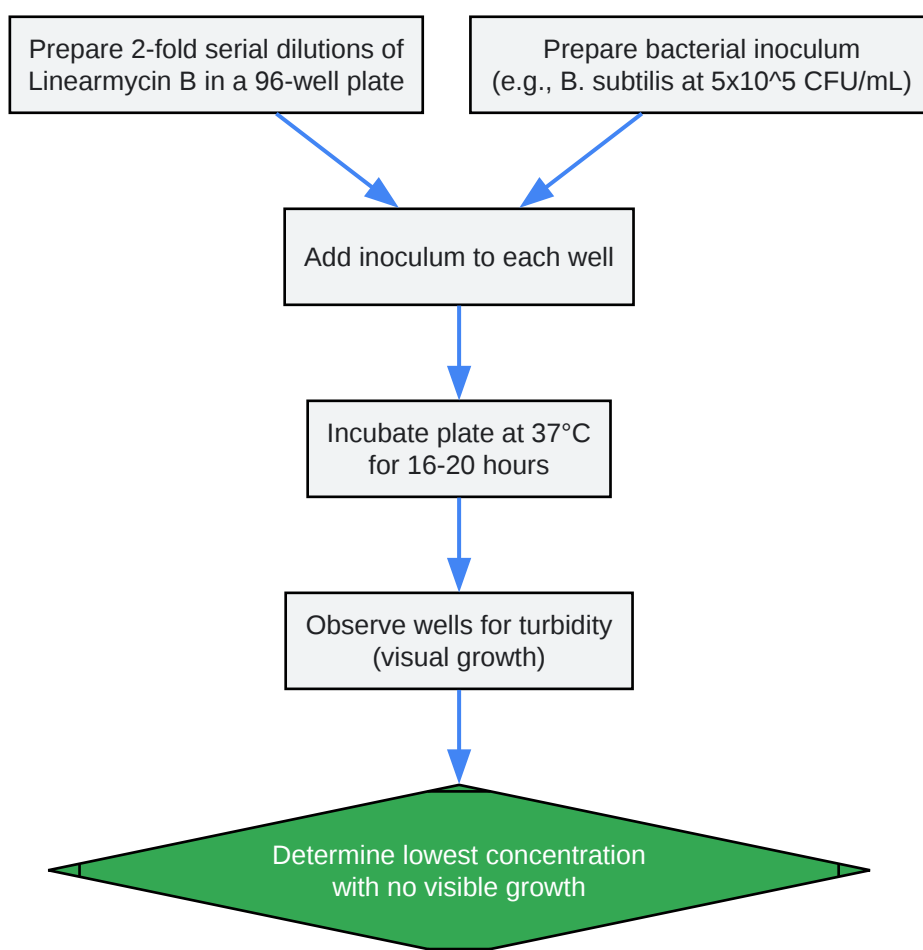 Prepare 2-fold serial dilutions of
Linearmycin B in a 96-well plate
Prepare bacterial inoculum
(e.g., B. subtilis at 5x10^5 CFU/mL)
Add inoculum to each well
Incubate plate at 37°C
for 16-20 hours
Observe wells for turbidity
(visual growth)
Determine lowest concentration
with no visible growth